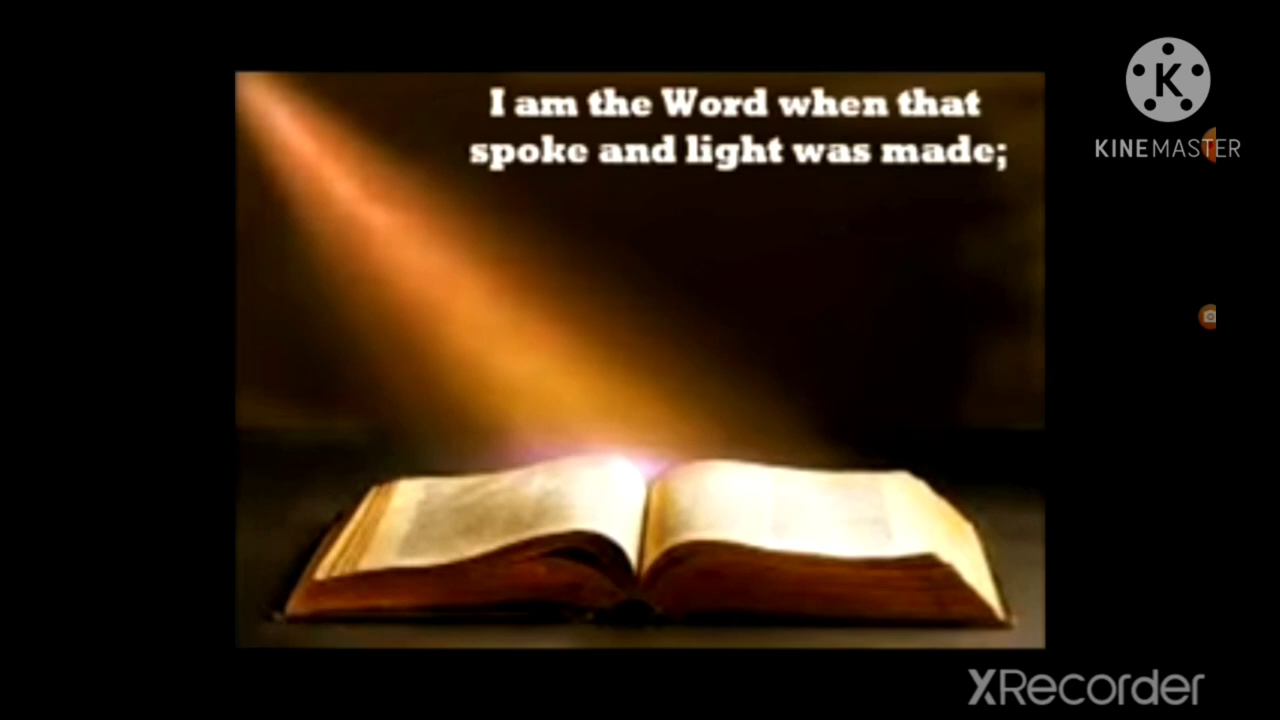 I am the Word when that
spoke and light was made;
K
KINEMASTER
XRecorder